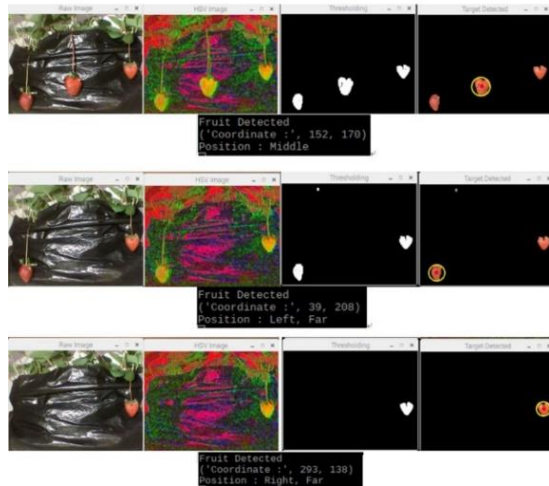 Raw Image
HSV Image
Thresholding
Target Detected
Fruit Detected
('Coordinate :', 152, 170)
Position : Middle
Raw Image
HSV Image
Thresholding
Target Detected
Fruit Detected
('Coordinate :', 39, 208)
Position : Left, Far
Raw Image
HSV Image
Thresholding
Target Detected
Fruit Detected
('Coordinate :', 293, 138)
Position : Right, Far